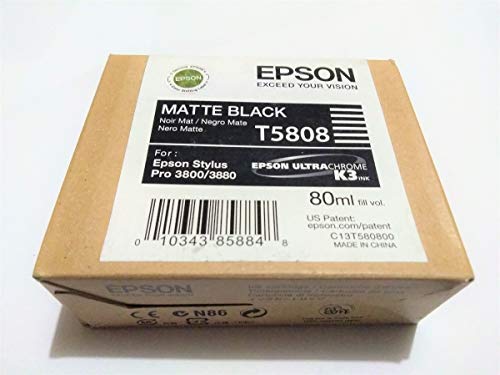 EPSON
EPSON
EXCEED YOUR VISION
MATTE BLACK
Noir Mat / Negro Mate
Nero Matte
T5808
For :
Epson Stylus
Pro 3800/3880
EPSON ULTRACHROME
K3 INK
80ml fill vol.
US Patent:
epson.com/patent
C13T580800
MADE IN CHINA
0 10343 85884 8
EPSON
CE N86